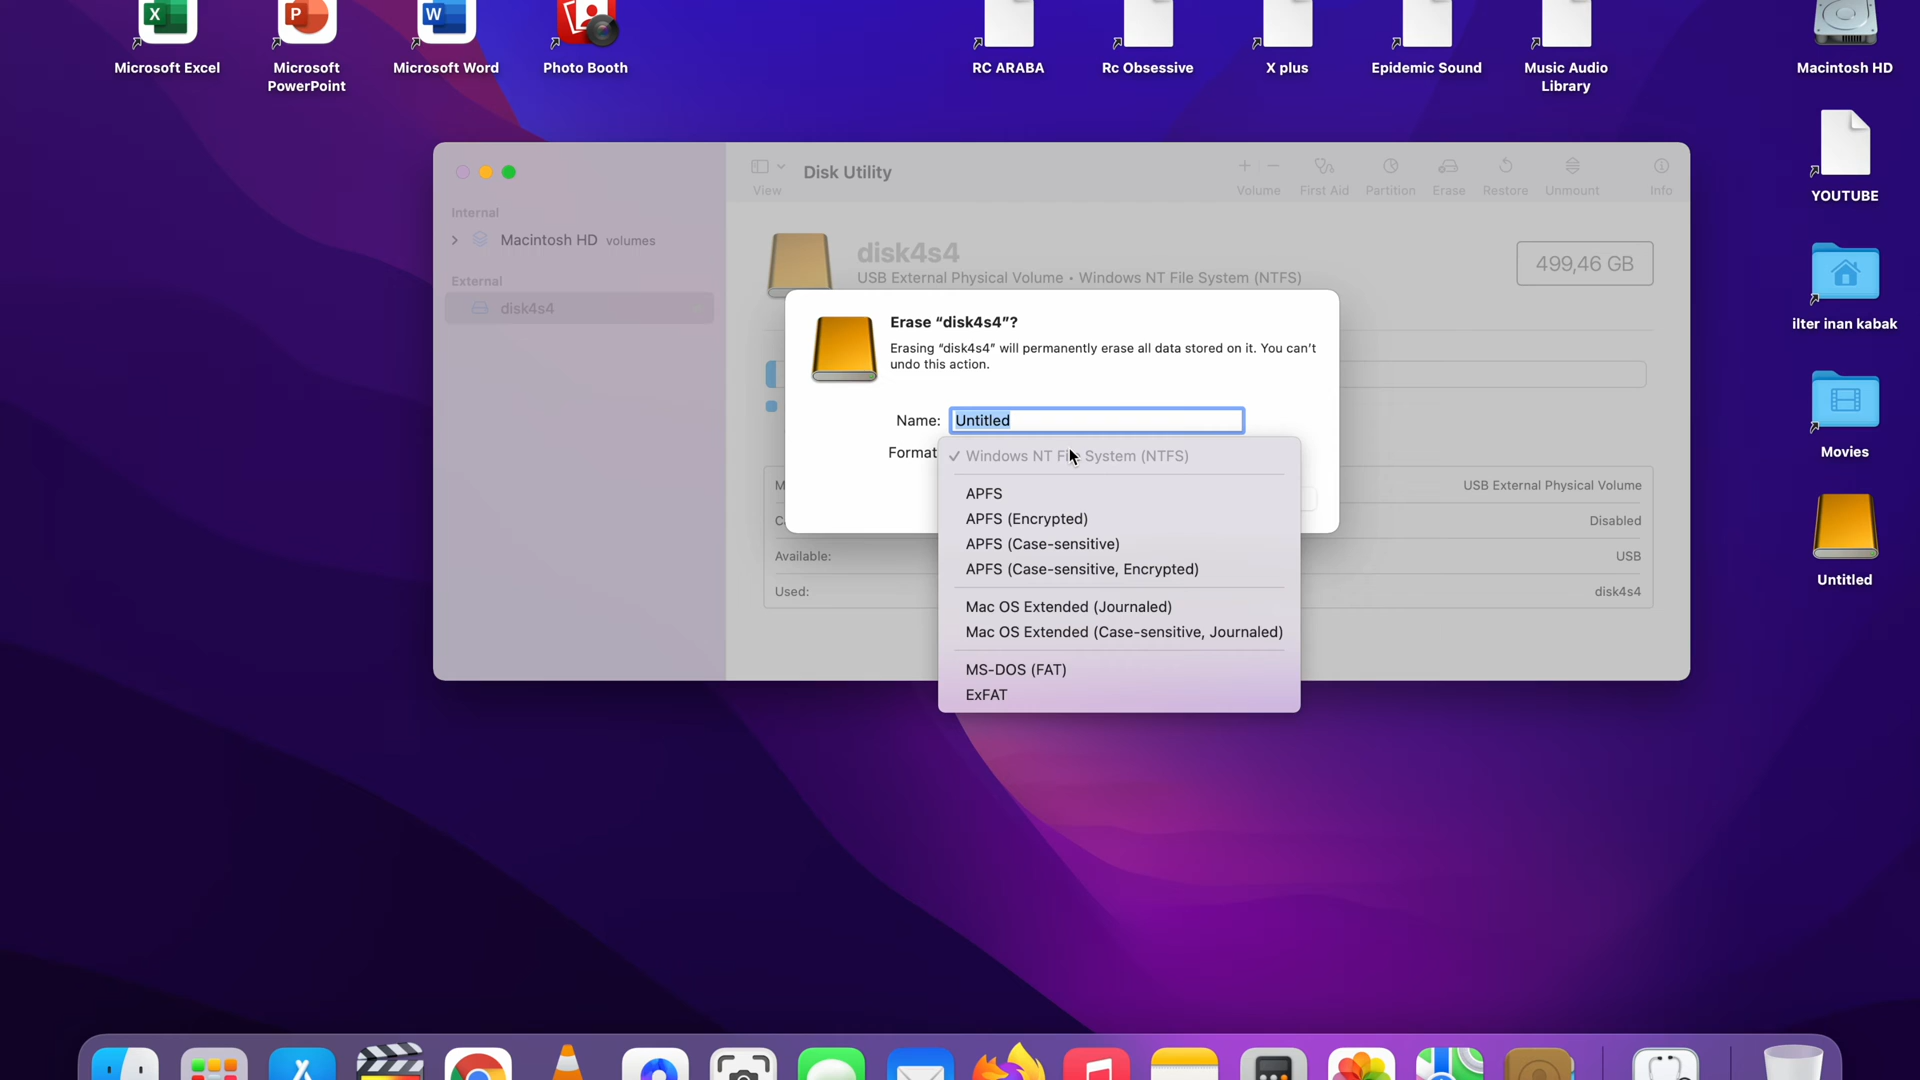 Microsoft Excel
Microsoft
PowerPoint
Microsoft Word
Photo Booth
RC ARABA
Rc Obsessive
X plus
Epidemic Sound
Music Audio
Library
Macintosh HD
YOUTUBE
ilter inan kabak
Movies
Untitled
View
Disk Utility
Volume
First Aid
Partition
Erase
Restore
Unmount
Info
Internal
Macintosh HD volumes
External
disk4s4
disk4s4
USB External Physical Volume • Windows NT File System (NTFS)
499,46 GB
Erase “disk4s4”?
Erasing “disk4s4” will permanently erase all data stored on it. You can't
undo this action.
Name: Untitled
Format
✓ Windows NT File System (NTFS)
APFS
APFS (Encrypted)
APFS (Case-sensitive)
APFS (Case-sensitive, Encrypted)
Mac OS Extended (Journaled)
Mac OS Extended (Case-sensitive, Journaled)
MS-DOS (FAT)
ExFAT
USB External Physical Volume
Disabled
Available:
USB
Used:
disk4s4